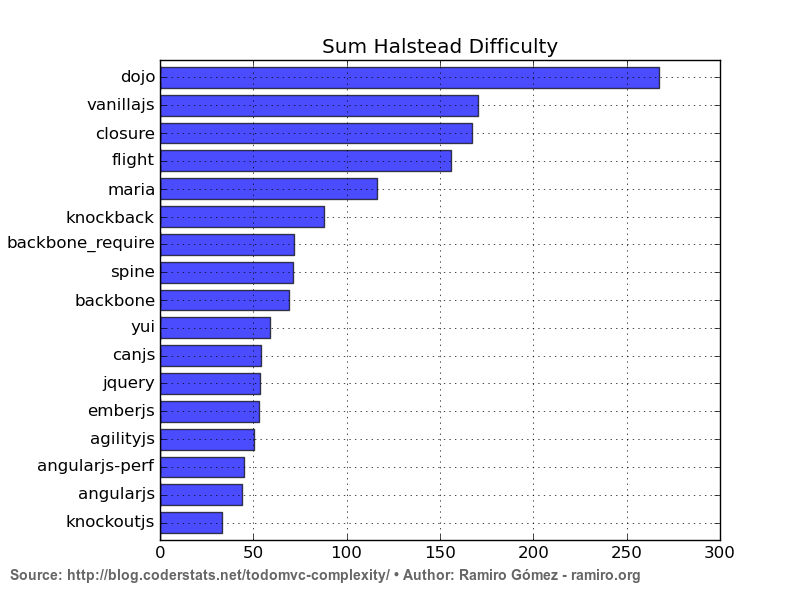 Sum Halstead Difficulty
dojo
vanillajs
closure
flight
maria
knockback
backbone_require
spine
backbone
yui
canjs
jquery
emberjs
agilityjs
angularjs-perf
angularjs
knockoutjs
0 50 100 150 200 250 300
Source: http://blog.coderstats.net/todomvc-complexity/ • Author: Ramiro Gómez - ramiro.org